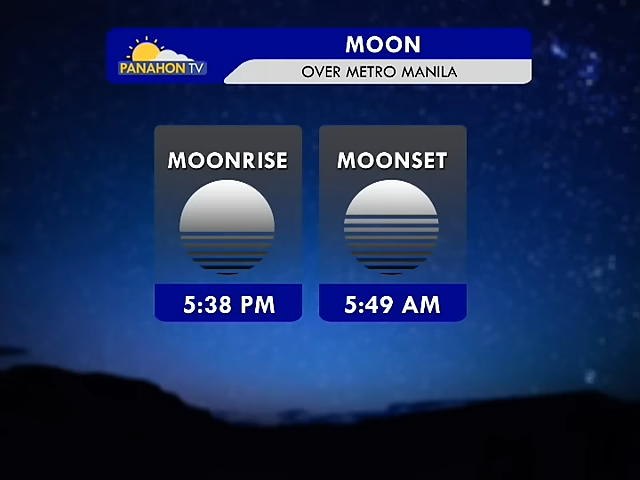 PANAHON TV
MOON
OVER METRO MANILA
MOONRISE
MOONSET
5:38 PM
5:49 AM